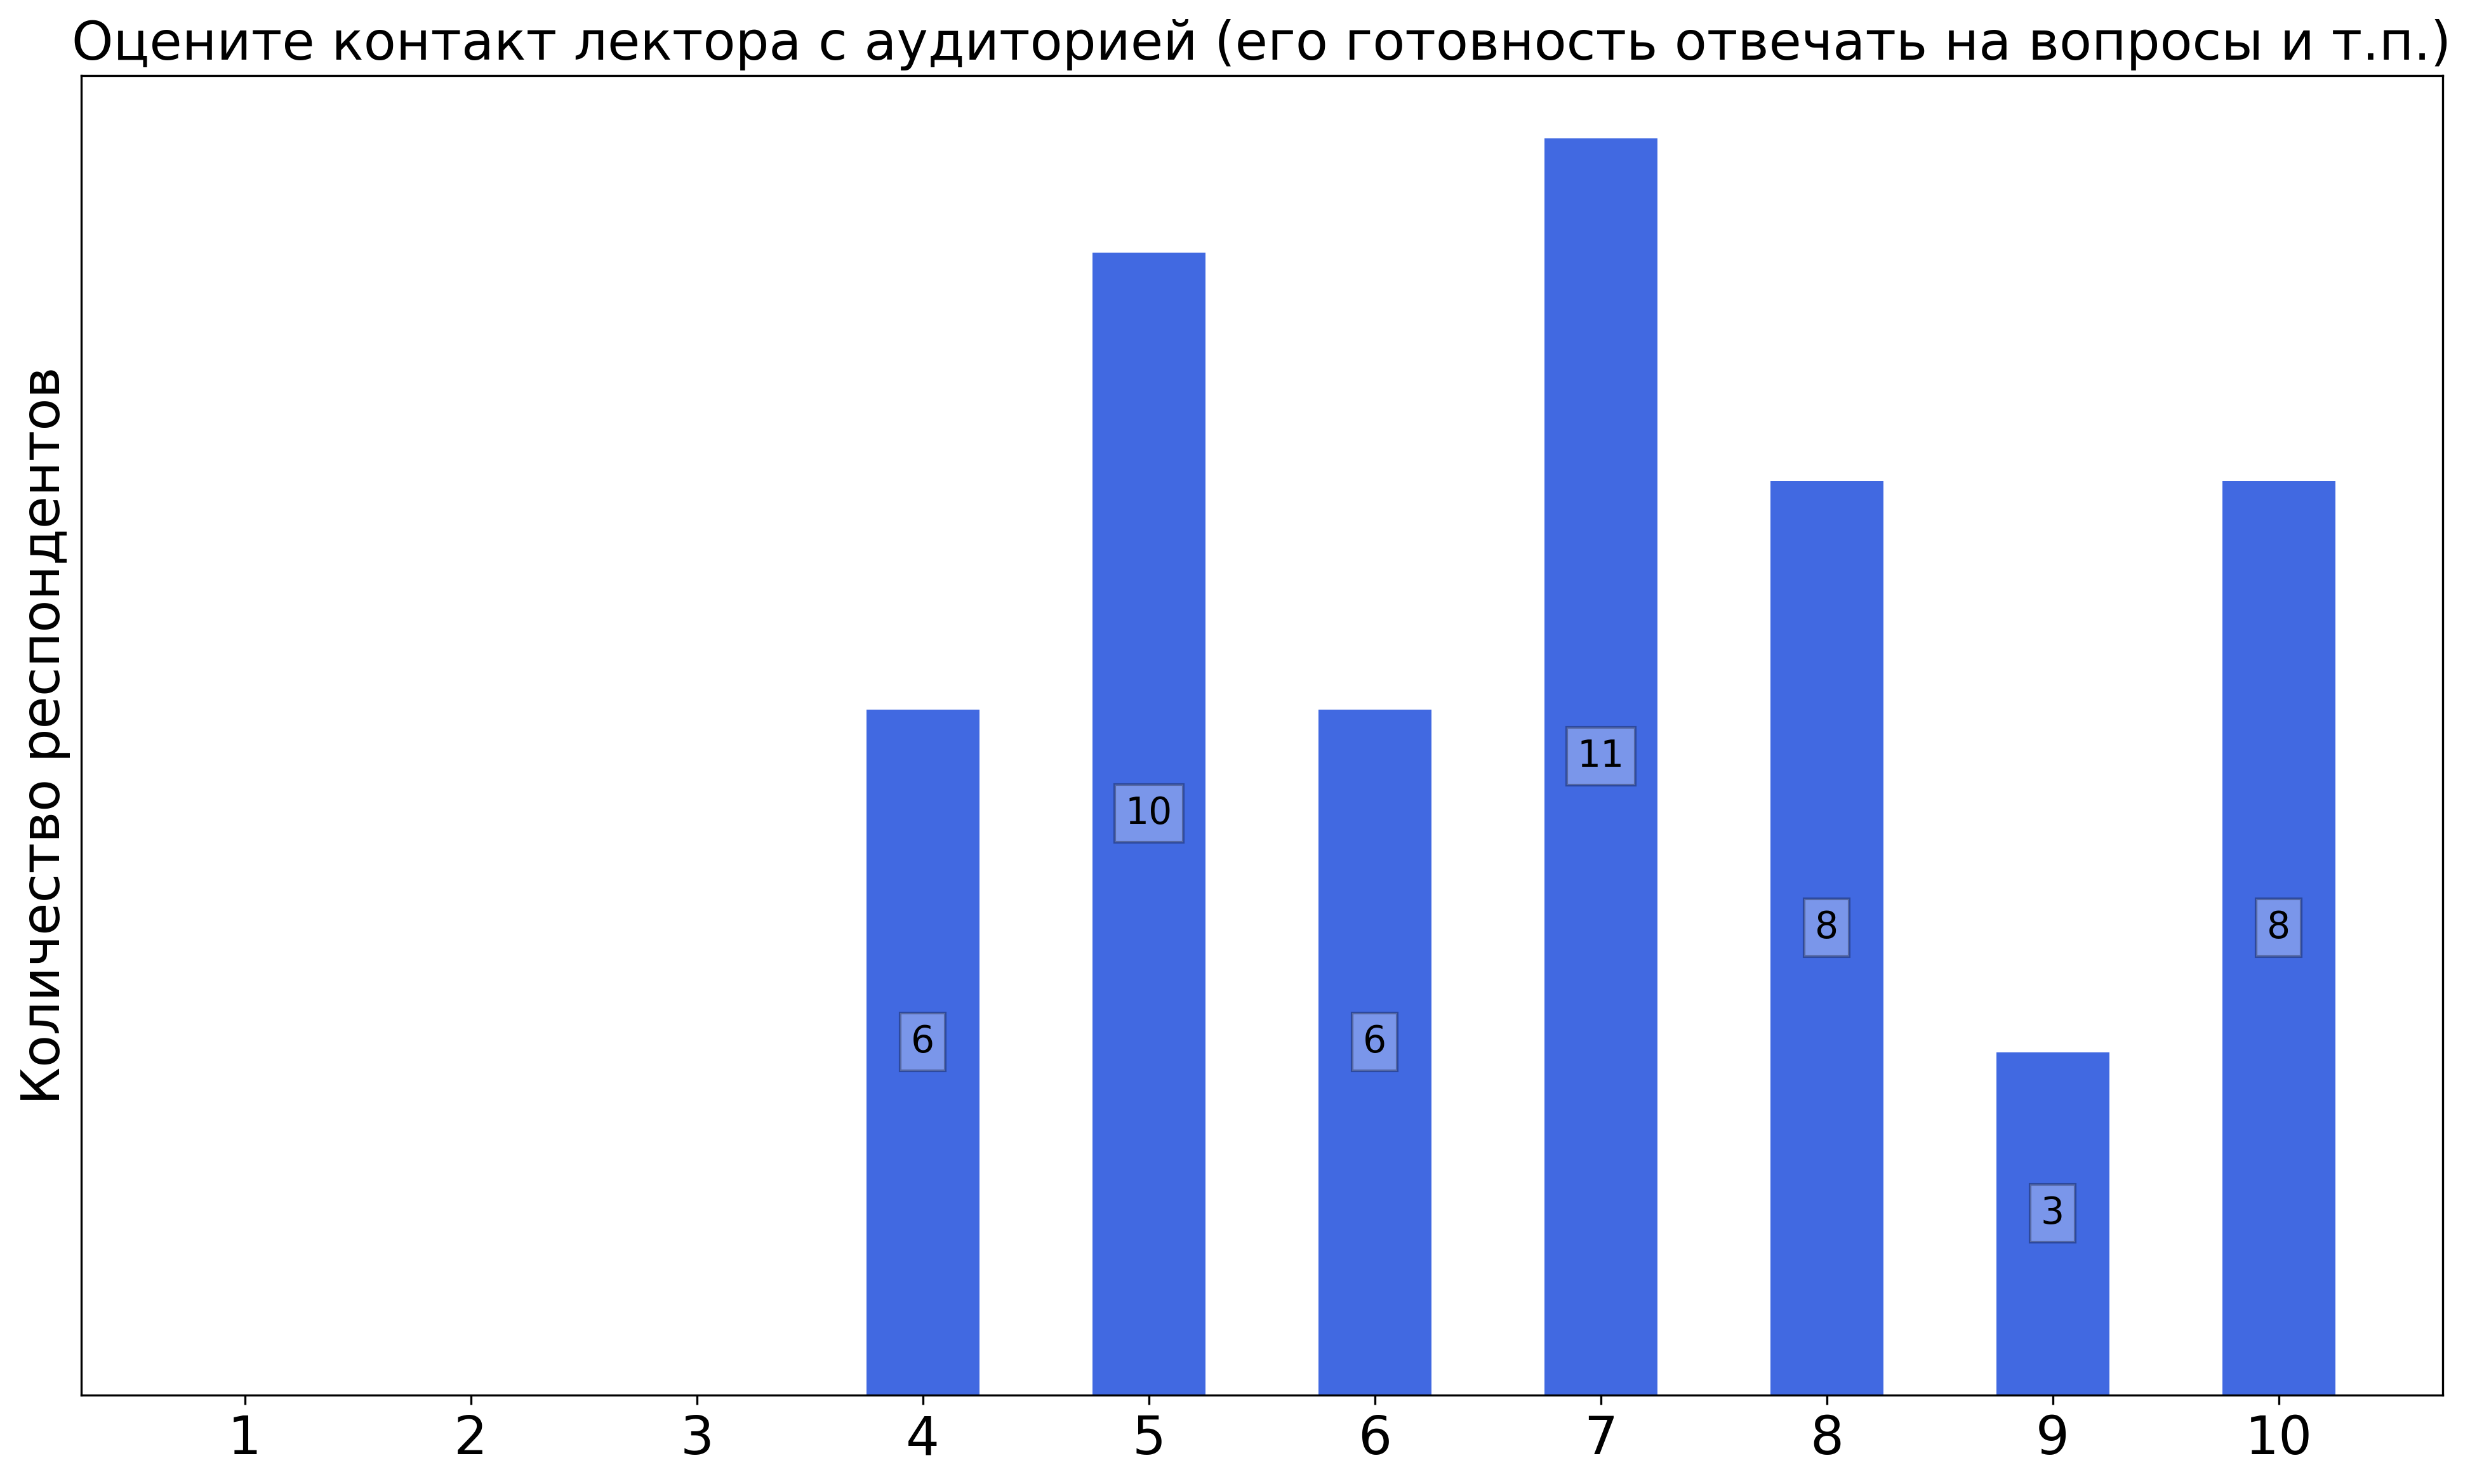 Оцените контакт лектора с аудиторией (его готовность отвечать на вопросы и т.п.)
Количество респондентов
6
10
6
11
8
3
8
1 2 3 4 5 6 7 8 9 10